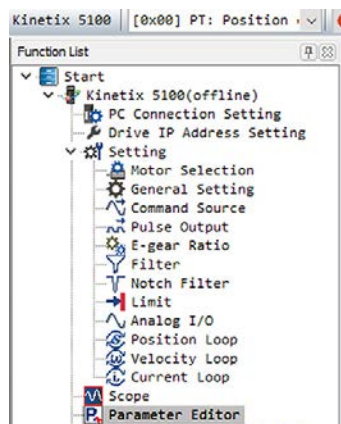 Kinetix 5100 [0x00] PT: Position
Function List
Start
Kinetix 5100(offline)
PC Connection Setting
Drive IP Address Setting
Setting
Motor Selection
General Setting
Command Source
Pulse Output
E-gear Ratio
Filter
Notch Filter
Limit
Analog I/O
Position Loop
Velocity Loop
Current Loop
Scope
Parameter Editor